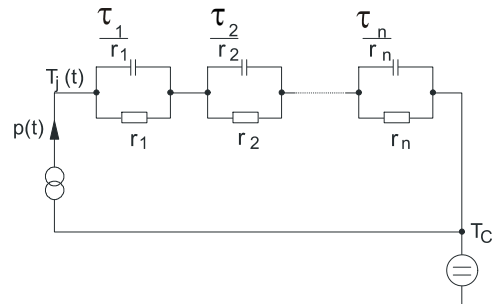 τ1/r1 τ2/r2 τn/rn
Tj(t)
r1 r2 rn
p(t)
TC